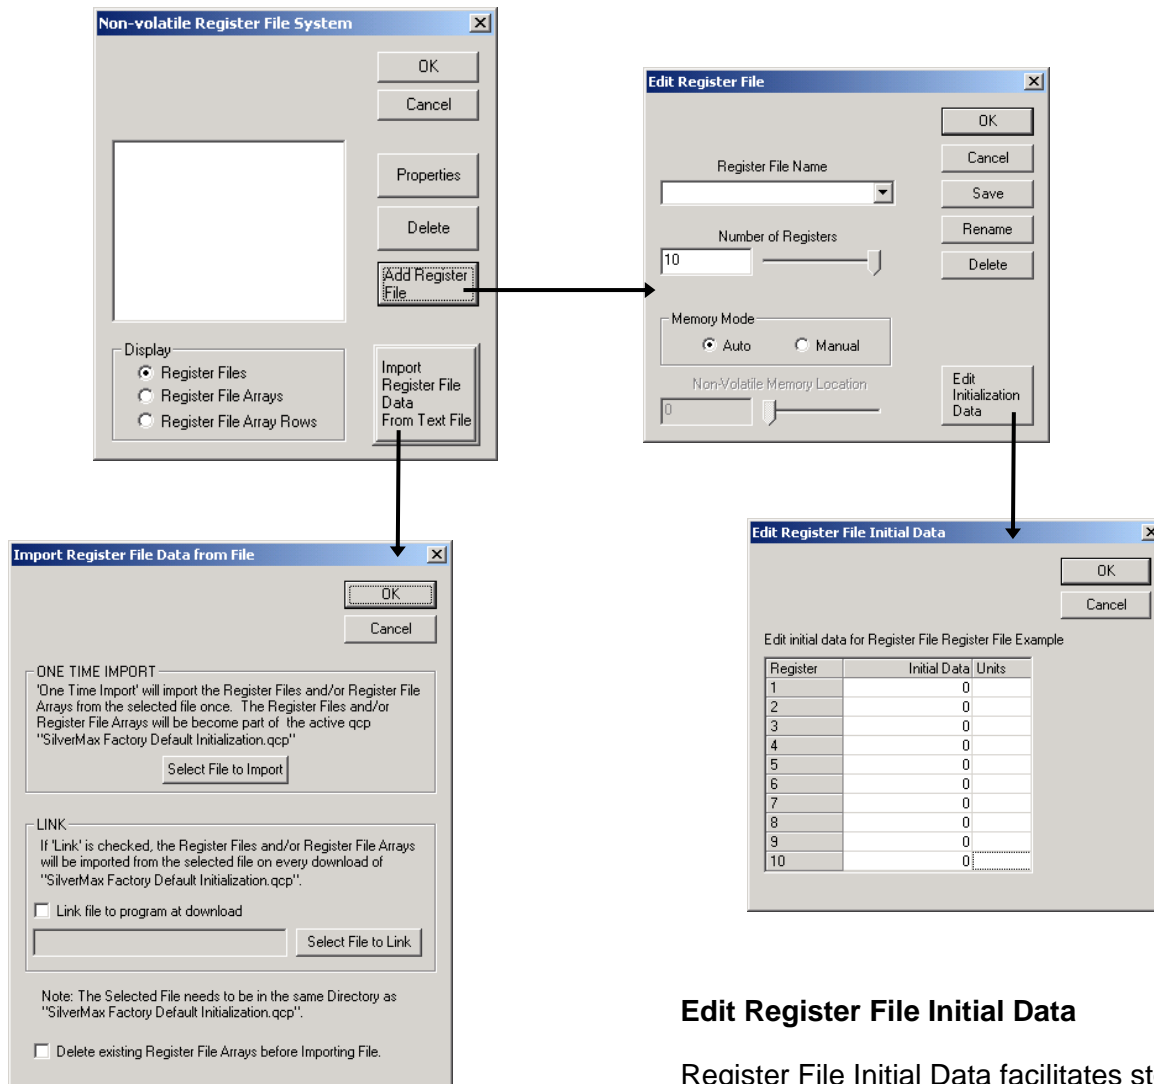 Non-volatile Register File System
OK
Cancel
Properties
Delete
Add Register
File
Display
Register Files
Register File Arrays
Register File Array Rows
Import
Register File
Data
From Text File
Edit Register File
OK
Cancel
Save
Rename
Delete
Register File Name
Number of Registers
10
Memory Mode
Auto
Manual
Non-Volatile Memory Location
0
Edit
Initialization
Data
Import Register File Data from File
OK
Cancel
ONE TIME IMPORT
'One Time Import' will import the Register Files and/or Register File
Arrays from the selected file once. The Register Files and/or
Register File Arrays will be become part of the active qcp
"SilverMax Factory Default Initialization.qcp"
Select File to Import
LINK
If 'Link' is checked, the Register Files and/or Register File Arrays
will be imported from the selected file on every download of
"SilverMax Factory Default Initialization.qcp".
Link file to program at download
Select File to Link
Note: The Selected File needs to be in the same Directory as
"SilverMax Factory Default Initialization.qcp".
Delete existing Register File Arrays before Importing File.
Edit Register File Initial Data
OK
Cancel
Edit initial data for Register File Register File Example
Register Initial Data Units
1 0
2 0
3 0
4 0
5 0
6 0
7 0
8 0
9 0
10 0
Edit Register File Initial Data
Register File Initial Data facilitates st